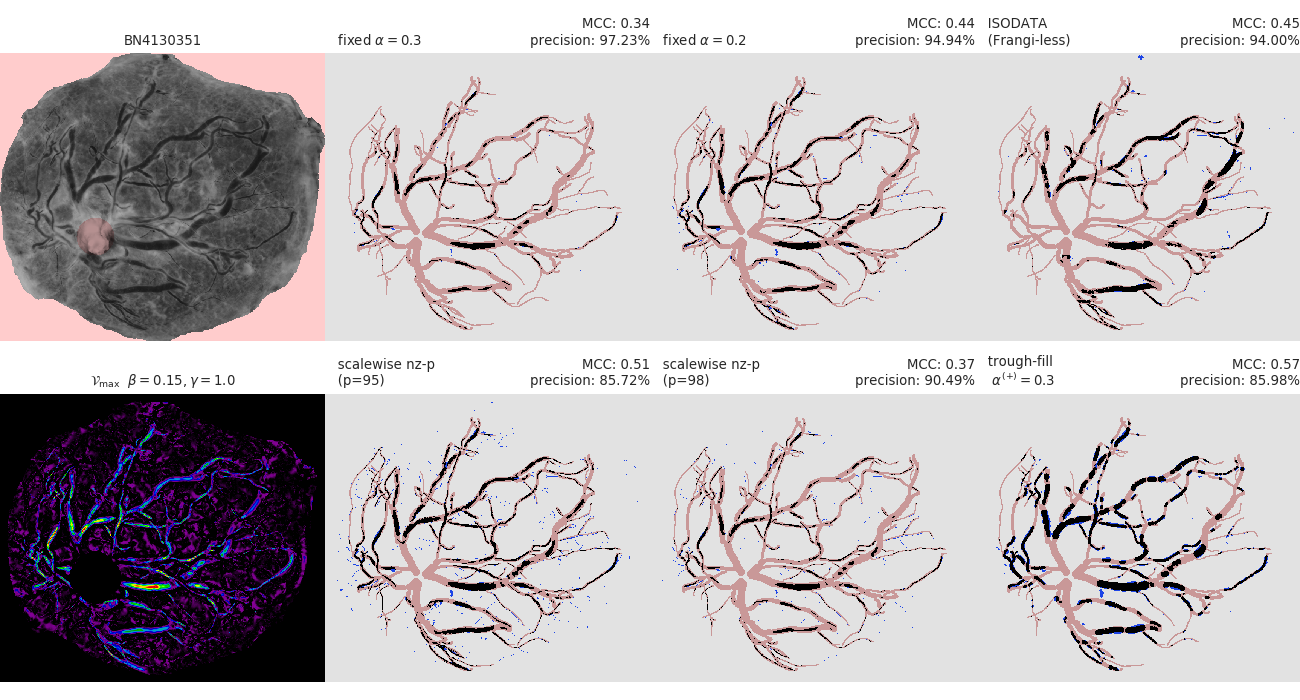 BN4130351
fixed α = 0.3
MCC: 0.34
precision: 97.23%
fixed α = 0.2
MCC: 0.44
precision: 94.94%
ISODATA
(Frangi-less)
MCC: 0.45
precision: 94.00%
𝒱max β = 0.15, γ = 1.0
scalewise nz-p
(p=95)
MCC: 0.51
precision: 85.72%
scalewise nz-p
(p=98)
MCC: 0.37
precision: 90.49%
trough-fill
α(+) = 0.3
MCC: 0.57
precision: 85.98%